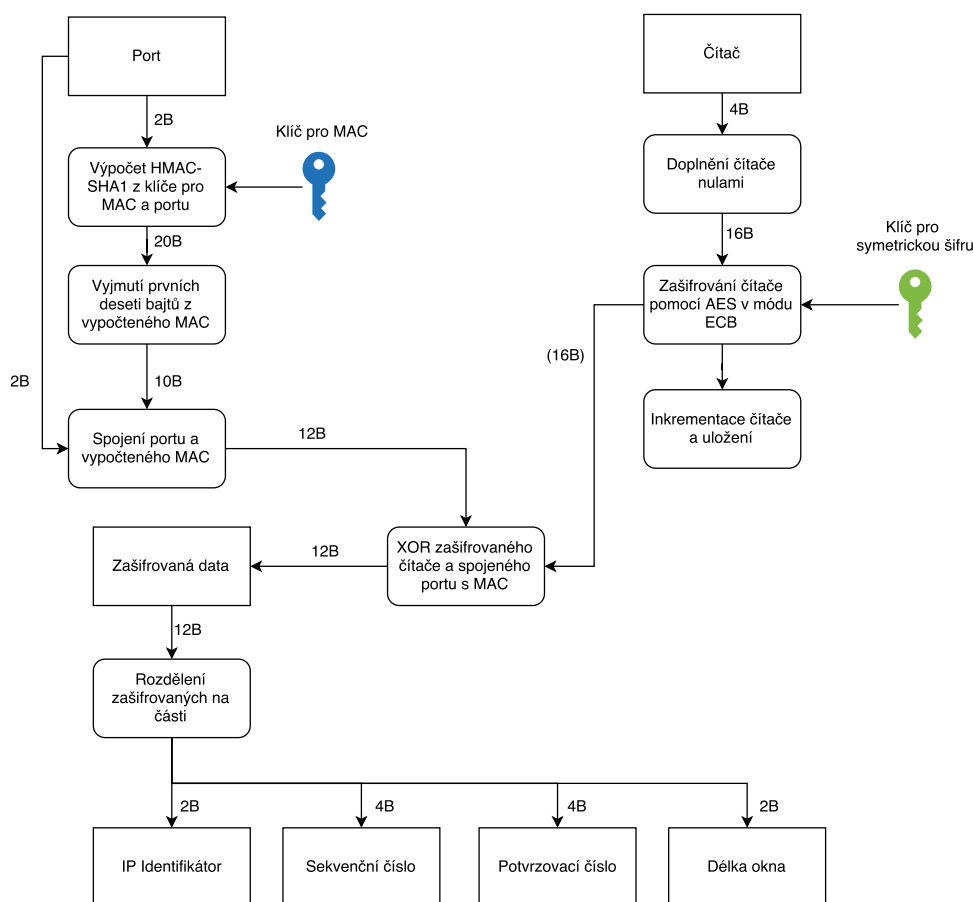 Port
Čítač
2B
4B
Klíč pro MAC
Výpočet HMAC-
SHA1 z klíče pro
MAC a portu
Doplnění čítače
nulami
20B
16B
Klíč pro
symetrickou šifru
Vyjmutí prvních
deseti bajtů z
vypočteného MAC
Zašifrování čítače
pomocí AES v módu
ECB
(16B)
2B
10B
Spojení portu a
vypočteného MAC
12B
Inkrementace čítače
a uložení
Zašifrovaná data
12B
XOR zašifrovaného
čítače a spojeného
portu s MAC
12B
Rozdělení
zašifrovaných na
části
2B
4B
4B
2B
IP Identifikátor
Sekvenční číslo
Potvrzovací číslo
Délka okna